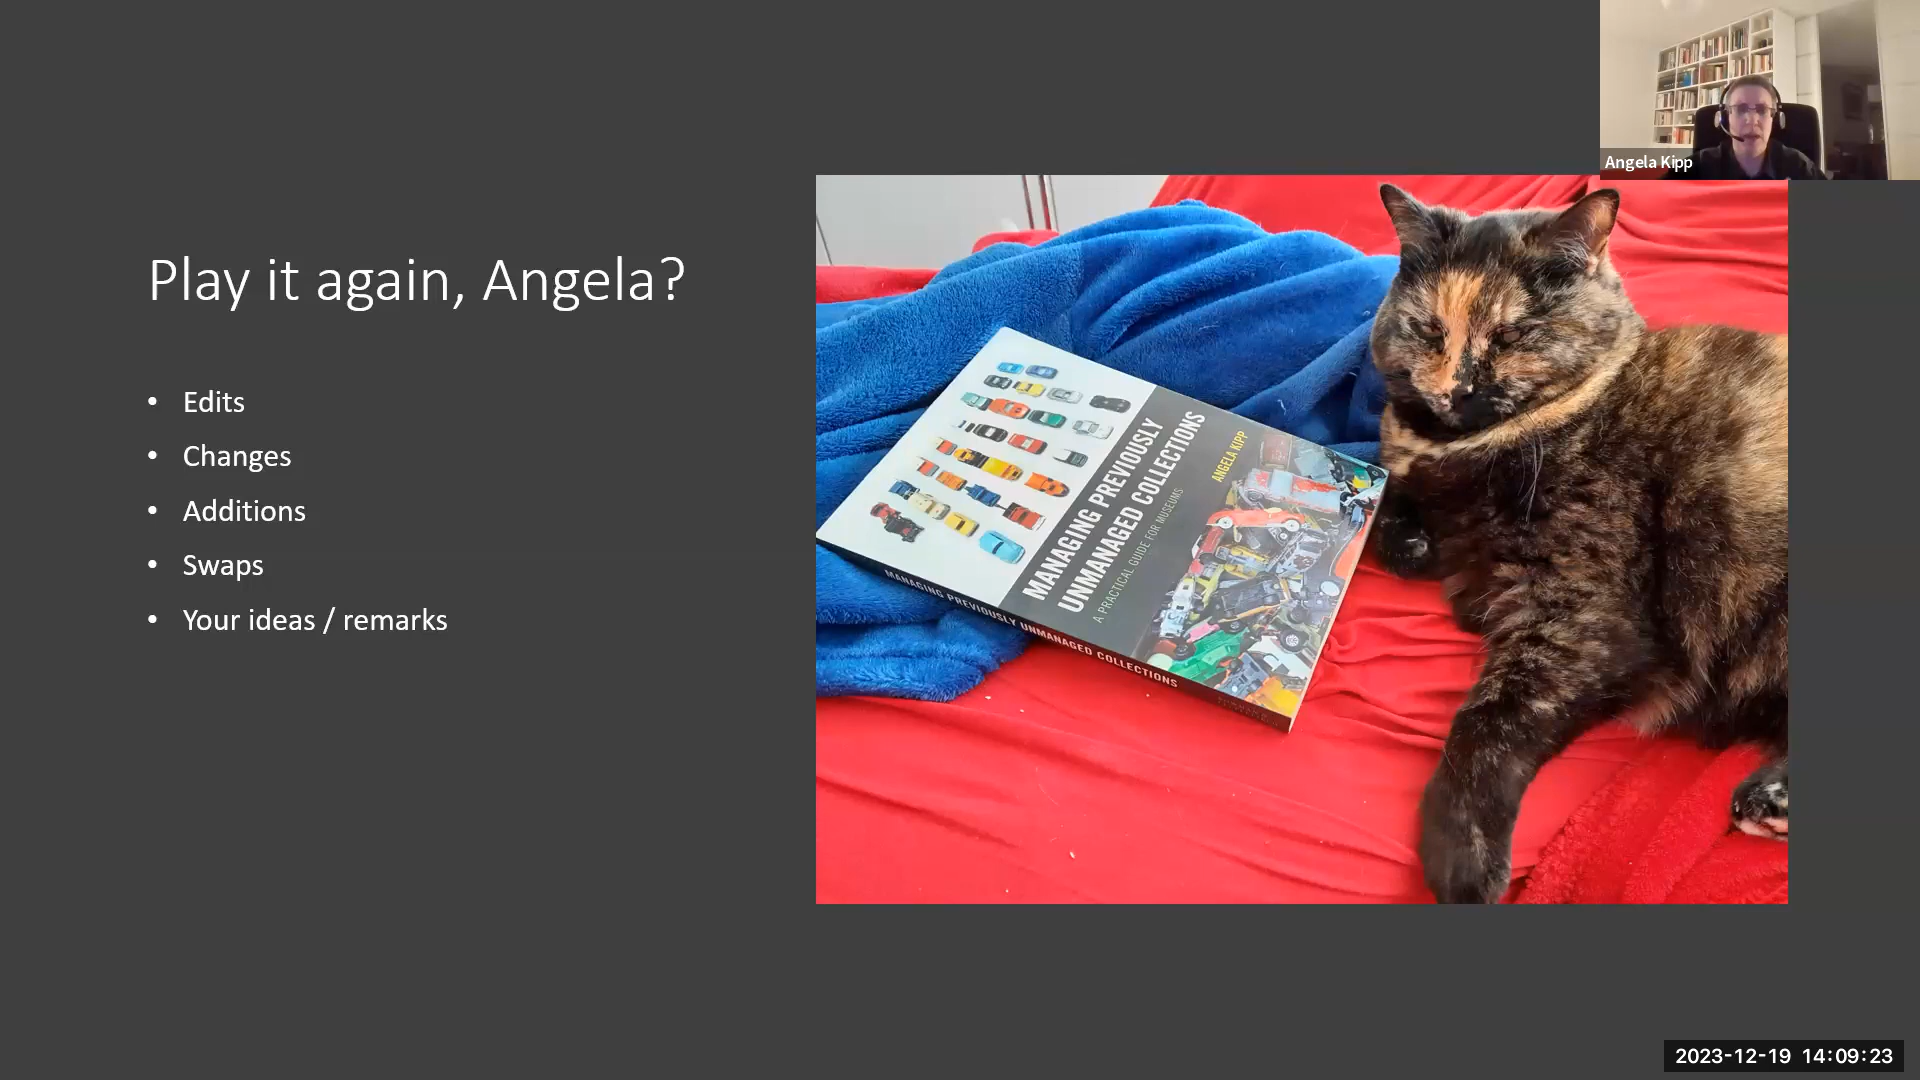 Angela Kipp
Play it again, Angela?
• Edits
• Changes
• Additions
• Swaps
• Your ideas / remarks
MANAGING PREVIOUSLY
UNMANAGED COLLECTIONS
A PRACTICAL GUIDE FOR MUSEUMS
ANGELA KIPP
MANAGING PREVIOUSLY UNMANAGED COLLECTIONS
2023-12-19 14:09:23